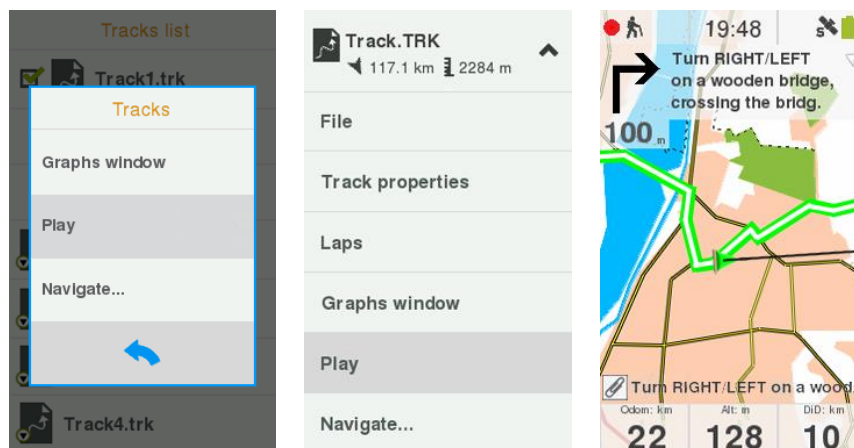 Tracks list
Track1.trk
Tracks
Graphs window
Play
Navigate...
Track4.trk
Track.TRK
117.1 km 2284 m
File
Track properties
Laps
Graphs window
Play
Navigate...
19:48
S
Turn RIGHT/LEFT
on a wooden bridge,
crossing the bridg.
100 m
Turn RIGHT/LEFT on a wood
Odom: km Alt: m DiD: km
22 128 10